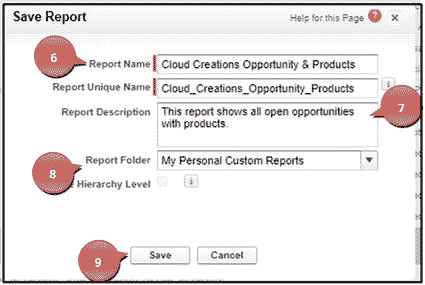 Save Report
Help for this Page ?
6
Report Name Cloud Creations Opportunity & Products
Report Unique Name Cloud_Creations_Opportunity_Products i
Report Description This report shows all open opportunities
with products.
7
Report Folder My Personal Custom Reports
8
Hierarchy Level i
9
Save Cancel